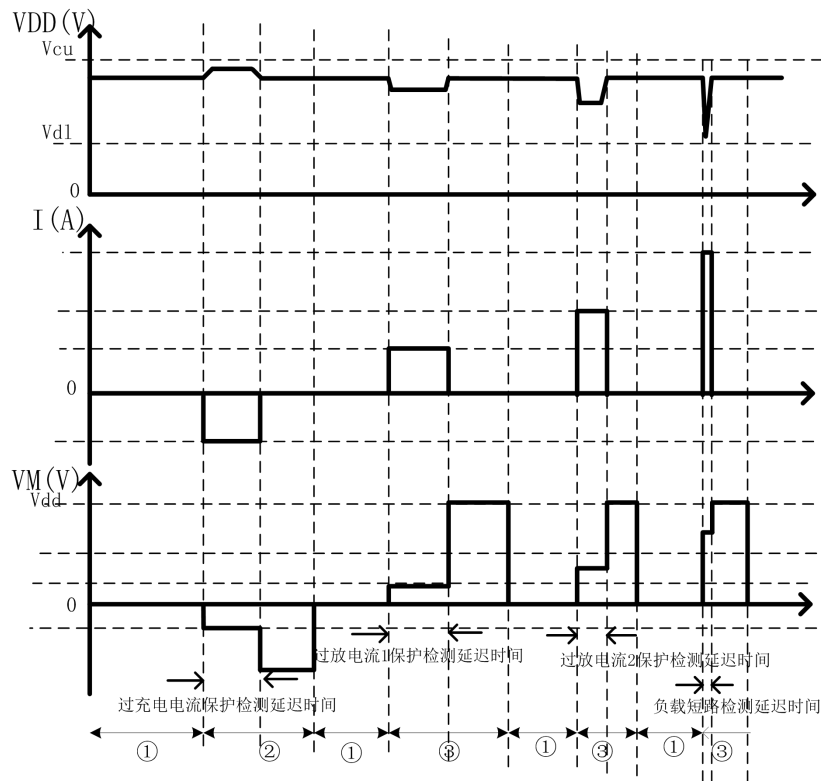 VDD(V)
Vcu
Vdl
0
I(A)
0
VM(V)
Vdd
0
过放电流1保护检测延迟时间
过放电流2保护检测延迟时间
过充电电流保护检测延迟时间
负载短路检测延迟时间
① ② ① ③ ① ③ ① ③